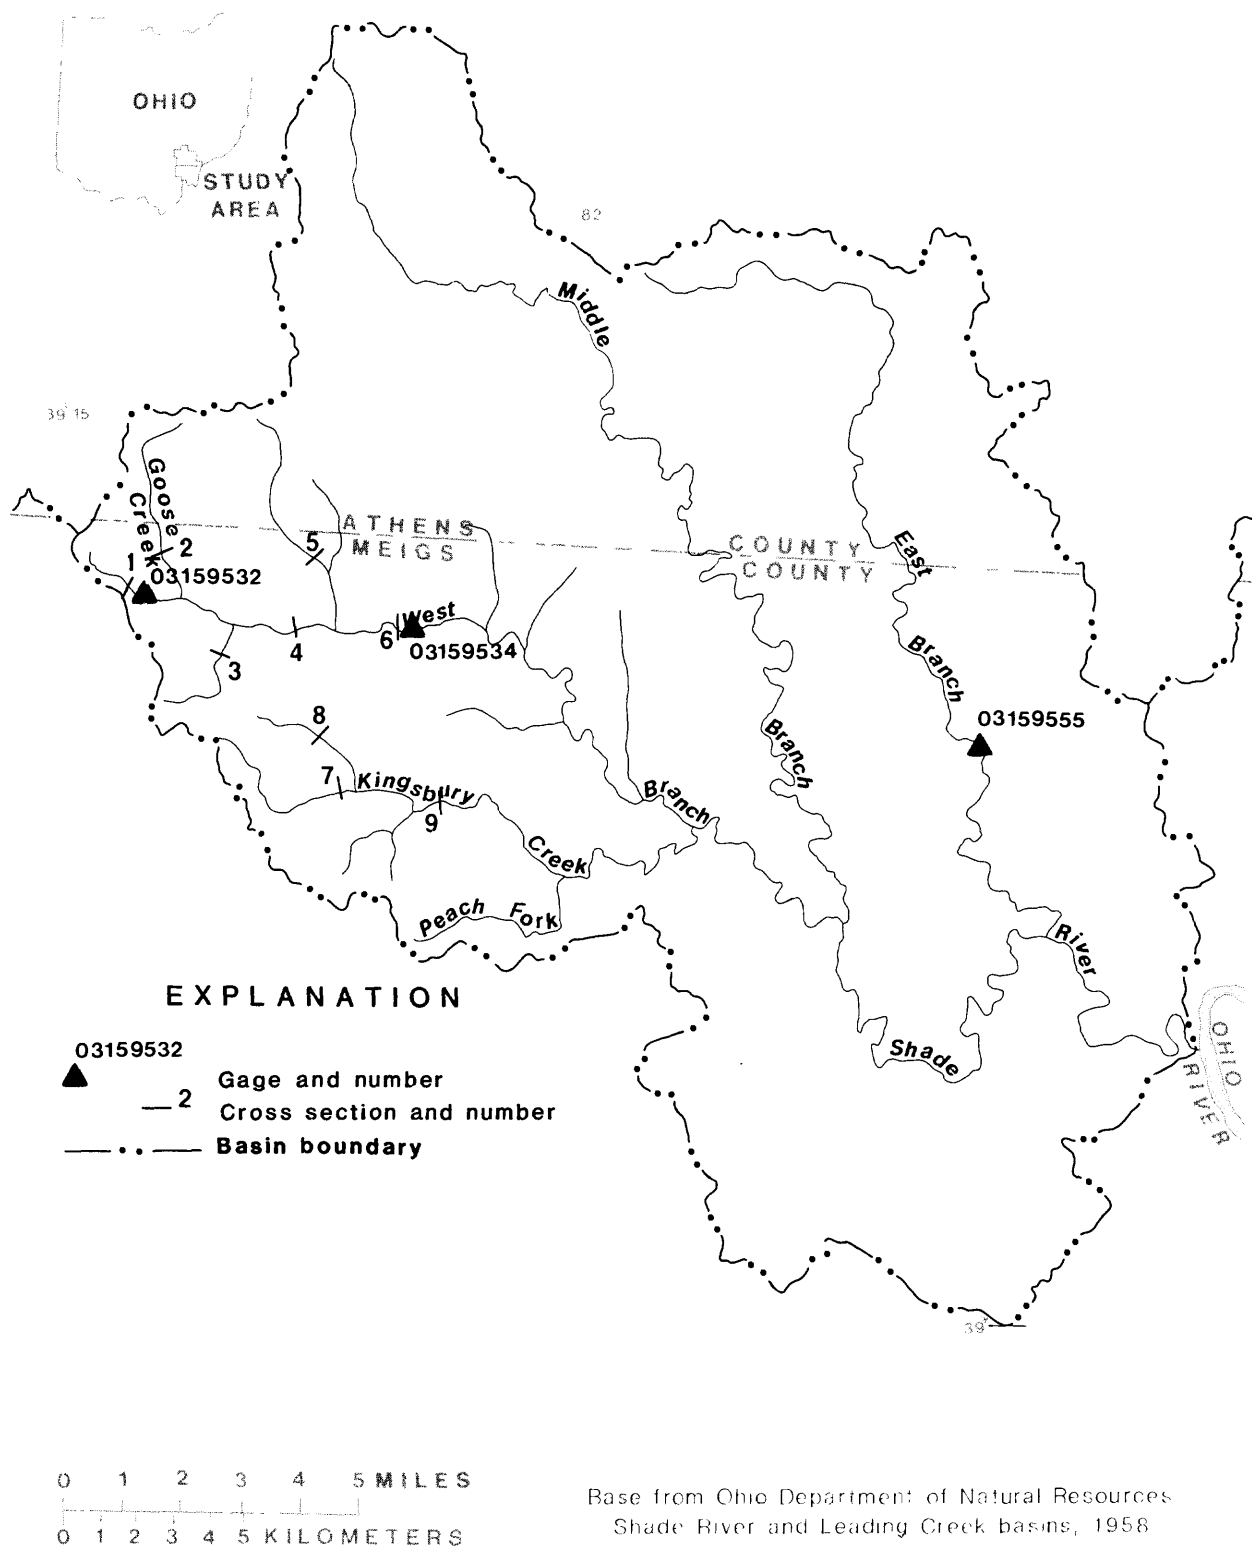 OHIO
STUDY
AREA
82
39°15
Goose
Creek
Middle
ATHENS
MEIGS
COUNTY
COUNTY
East
Branch
1
2
03159532
5
6
West
03159534
4
3
03159555
8
7
Kingsbury
9
Creek
Branch
Branch
Peach Fork
River
Shade
OHIO
RIVER
EXPLANATION
03159532
Gage and number
2
Cross section and number
Basin boundary
39°
0 1 2 3 4 5 MILES
0 1 2 3 4 5 KILOMETERS
Base from Ohio Department of Natural Resources
Shade River and Leading Creek basins, 1958